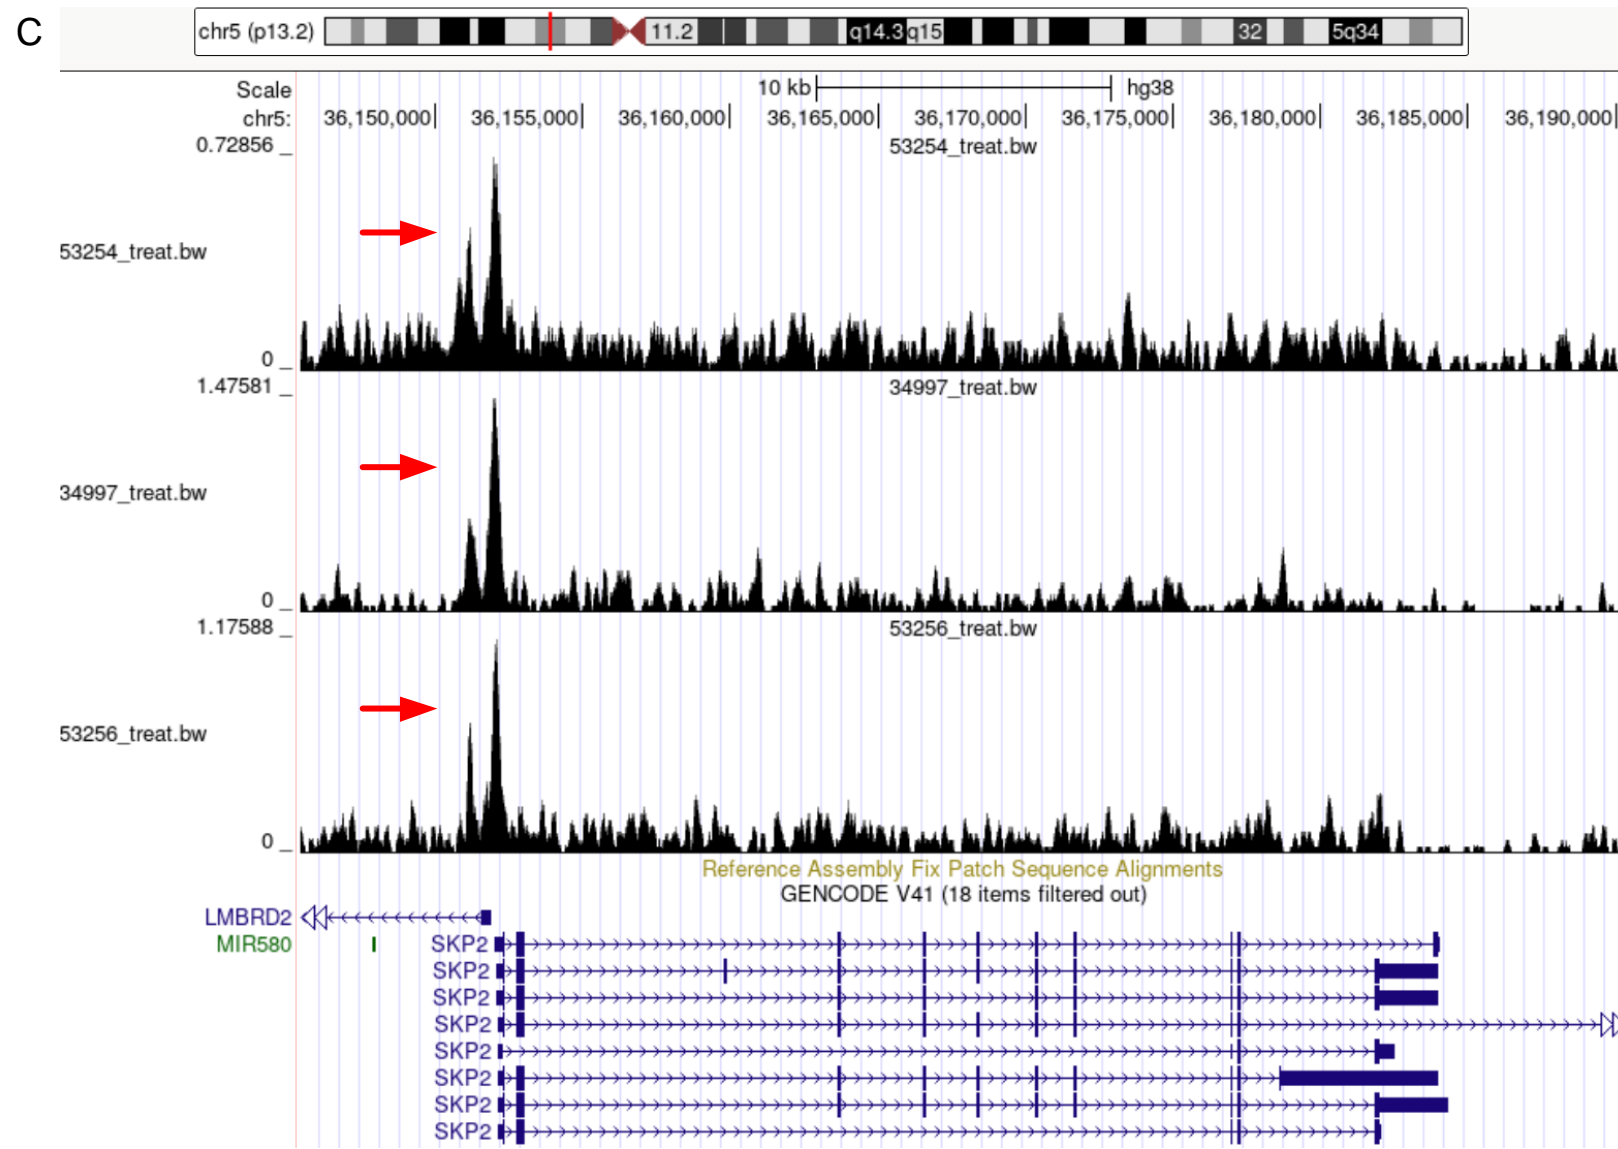 C
chr5 (p13.2) 11.2 q14.3 q15 32 5q34
Scale 10 kb hg38
chr5: 36,150,000 36,155,000 36,160,000 36,165,000 36,170,000 36,175,000 36,180,000 36,185,000 36,190,000
0.72856 _ 53254_treat.bw
53254_treat.bw
0 _
1.47581 _ 34997_treat.bw
34997_treat.bw
0 _
1.17588 _ 53256_treat.bw
53256_treat.bw
0 _
Reference Assembly Fix Patch Sequence Alignments
GENCODE V41 (18 items filtered out)
LMBRD2
MIR580 SKP2
SKP2
SKP2
SKP2
SKP2
SKP2
SKP2
SKP2